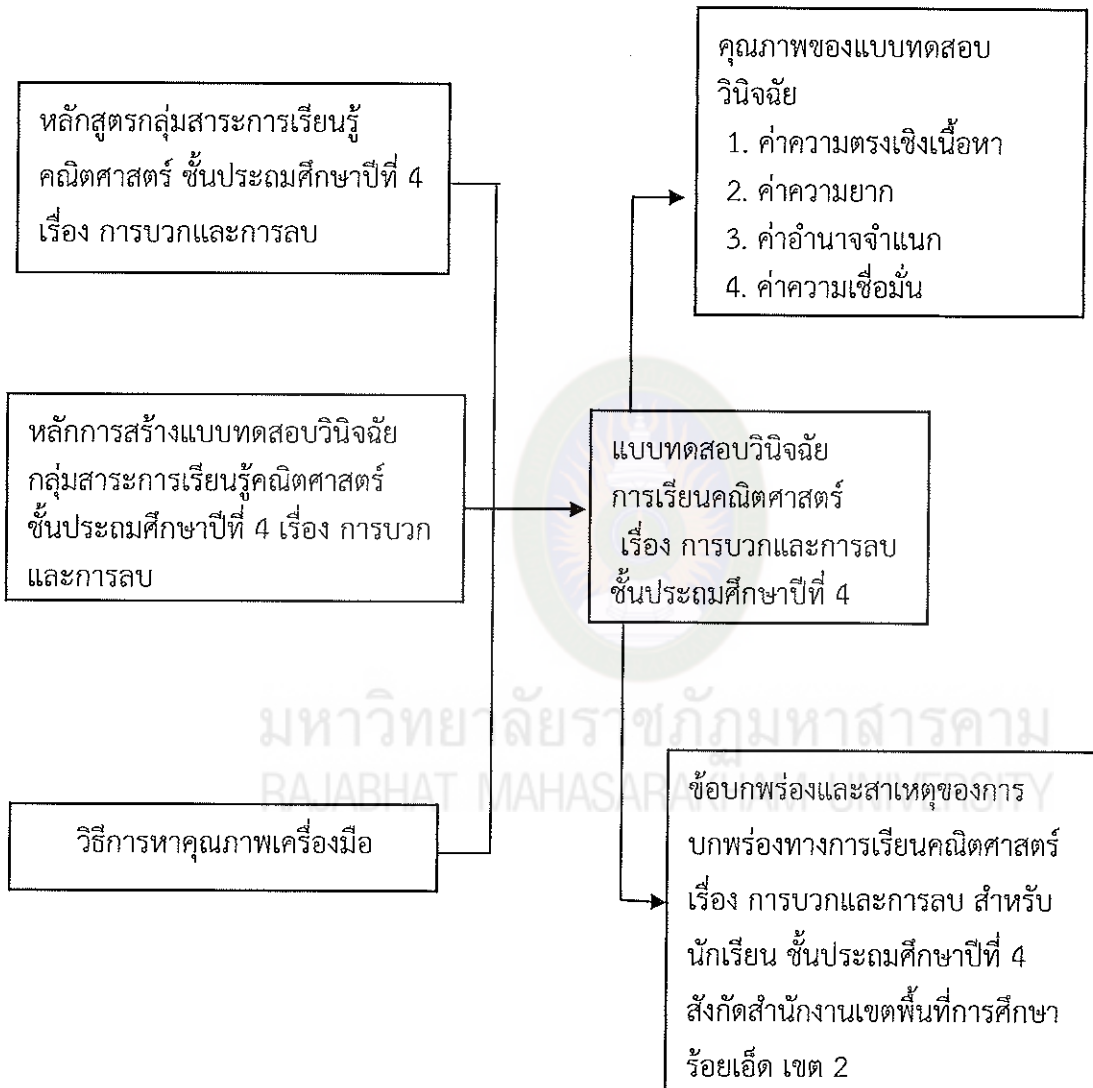 หลักสูตรกลุ่มสาระการเรียนรู้
คณิตศาสตร์ ชั้นประถมศึกษาปีที่ 4
เรื่อง การบวกและการลบ
หลักการสร้างแบบทดสอบวินิจฉัย
กลุ่มสาระการเรียนรู้คณิตศาสตร์
ชั้นประถมศึกษาปีที่ 4 เรื่อง การบวก
และการลบ
วิธีการหาคุณภาพเครื่องมือ
แบบทดสอบวินิจฉัย
การเรียนคณิตศาสตร์
เรื่อง การบวกและการลบ
ชั้นประถมศึกษาปีที่ 4
คุณภาพของแบบทดสอบ
วินิจฉัย
1. ค่าความตรงเชิงเนื้อหา
2. ค่าความยาก
3. ค่าอำนาจจำแนก
4. ค่าความเชื่อมั่น
ข้อบกพร่องและสาเหตุของการ
บกพร่องทางการเรียนคณิตศาสตร์
เรื่อง การบวกและการลบ สำหรับ
นักเรียน ชั้นประถมศึกษาปีที่ 4
สังกัดสำนักงานเขตพื้นที่การศึกษา
ร้อยเอ็ด เขต 2
มหาวิทยาลัยราชภัฏมหาสารคาม
RAJABHAT MAHASARAKHAM UNIVERSITY